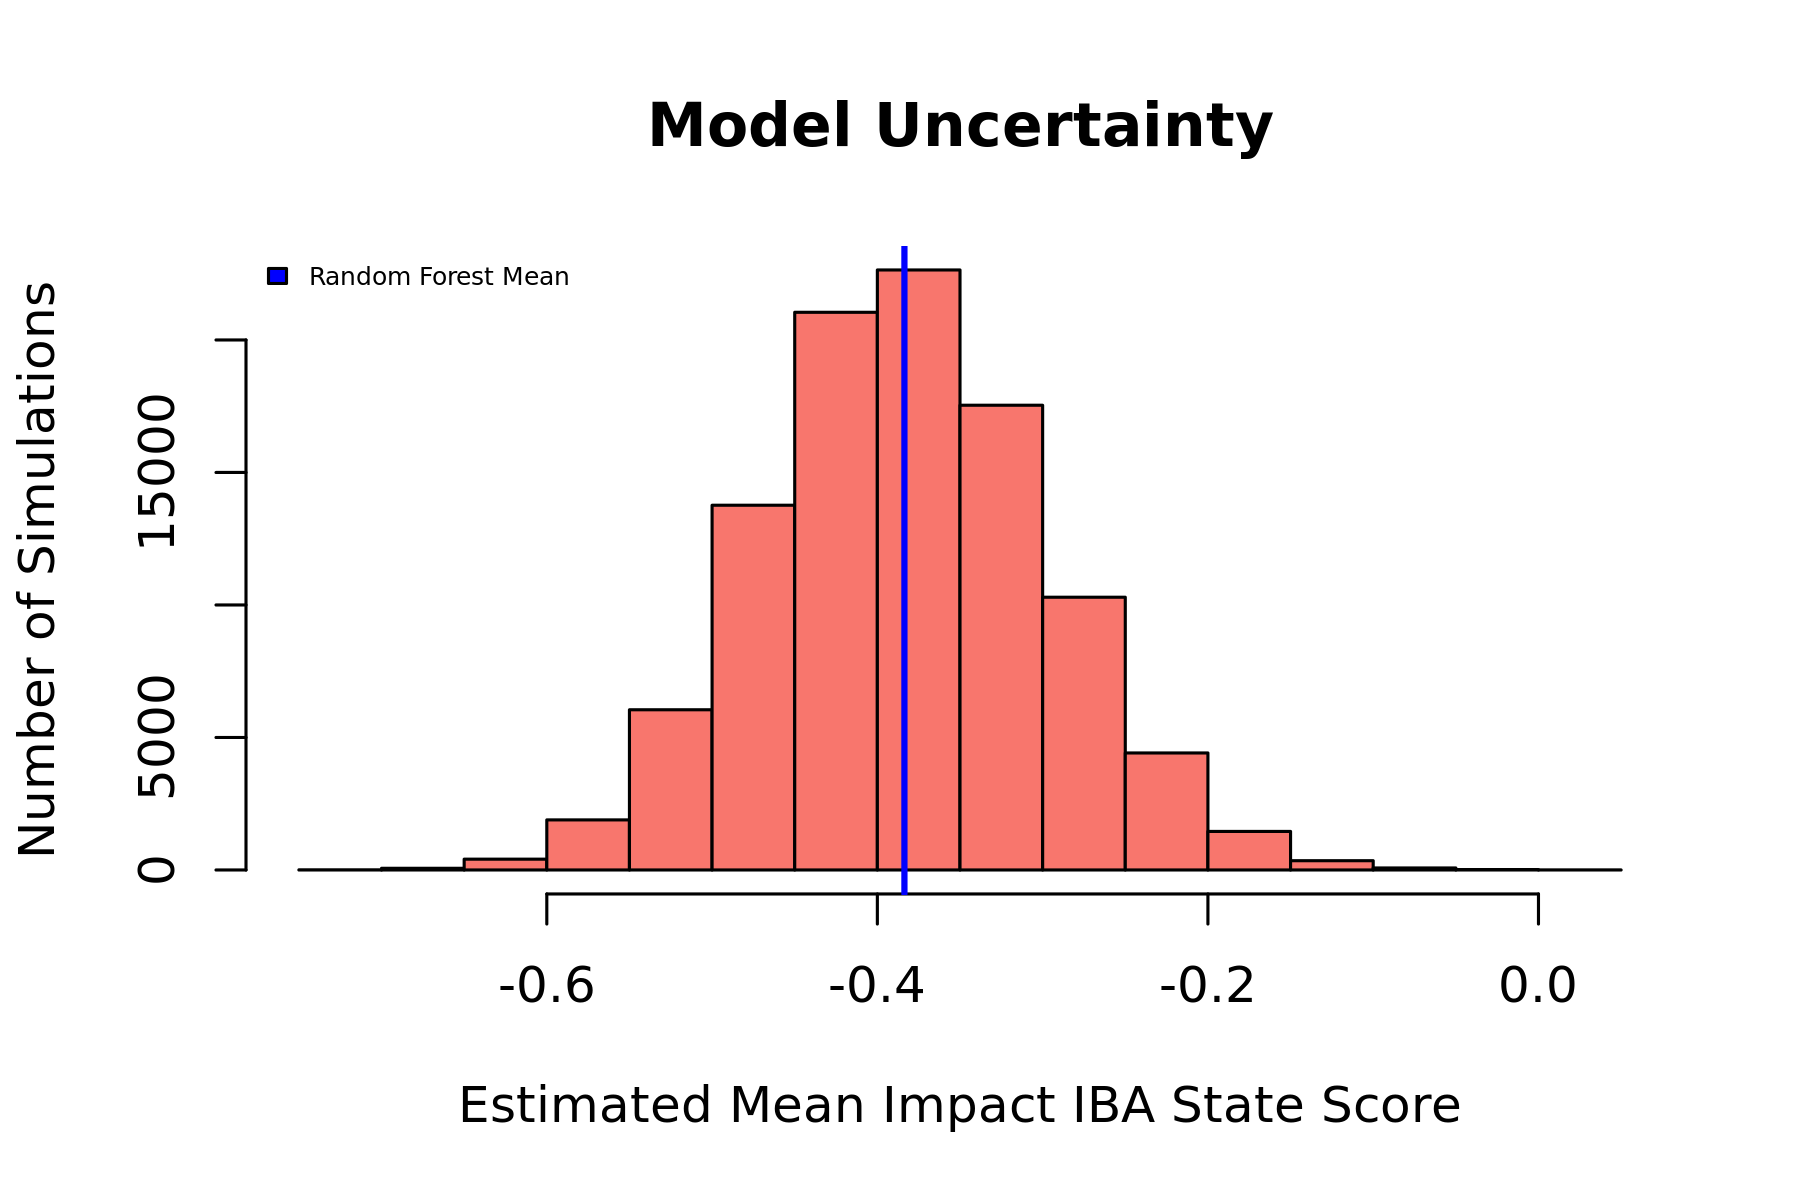 Model Uncertainty
Random Forest Mean
Number of Simulations
15000
5000
0
-0.6
-0.4
-0.2
0.0
Estimated Mean Impact IBA State Score